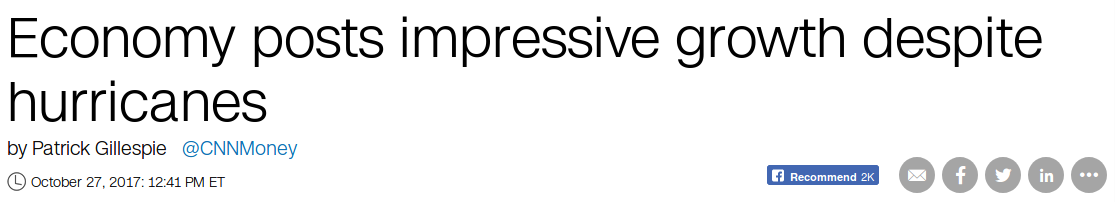 Economy posts impressive growth despite
hurricanes
by Patrick Gillespie @CNNMoney
October 27, 2017: 12:41 PM ET
Recommend 2K